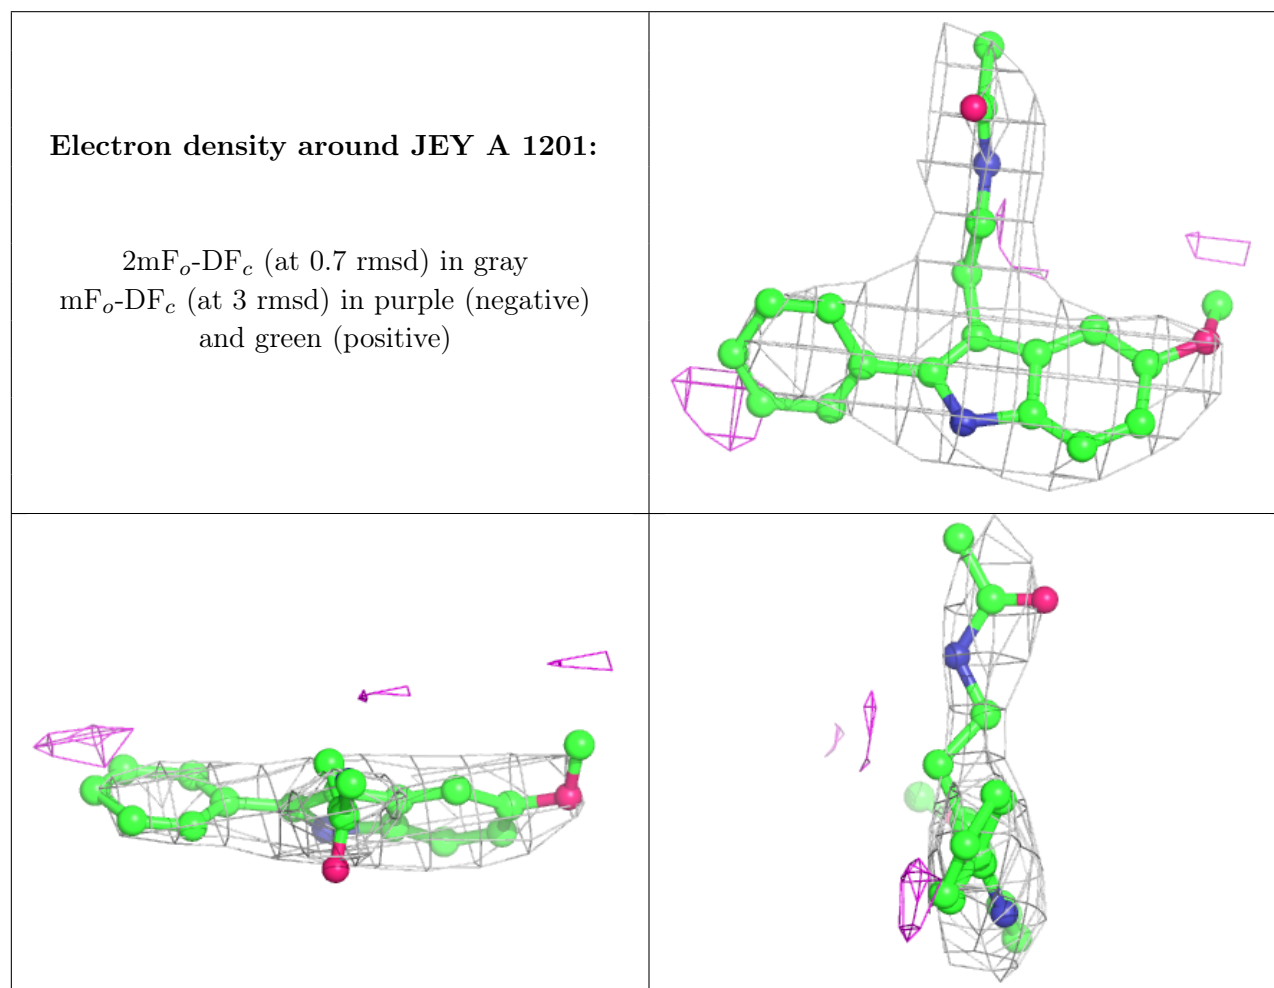 Electron density around JEY A 1201:
2mFo-DFc (at 0.7 rmsd) in gray
mFo-DFc (at 3 rmsd) in purple (negative)
and green (positive)